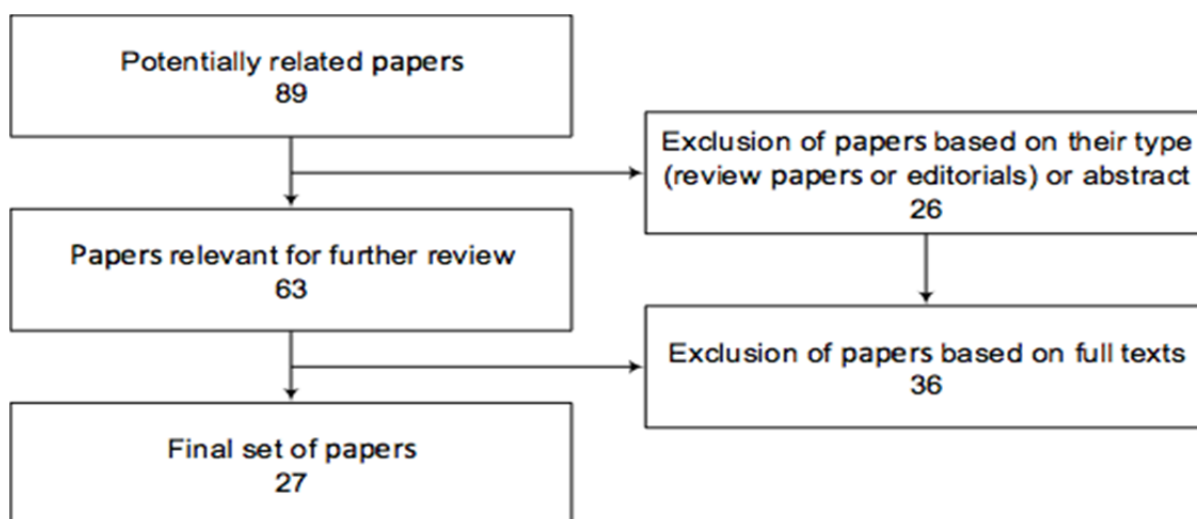 Potentially related papers
89
Exclusion of papers based on their type
(review papers or editorials) or abstract
26
Papers relevant for further review
63
Exclusion of papers based on full texts
36
Final set of papers
27